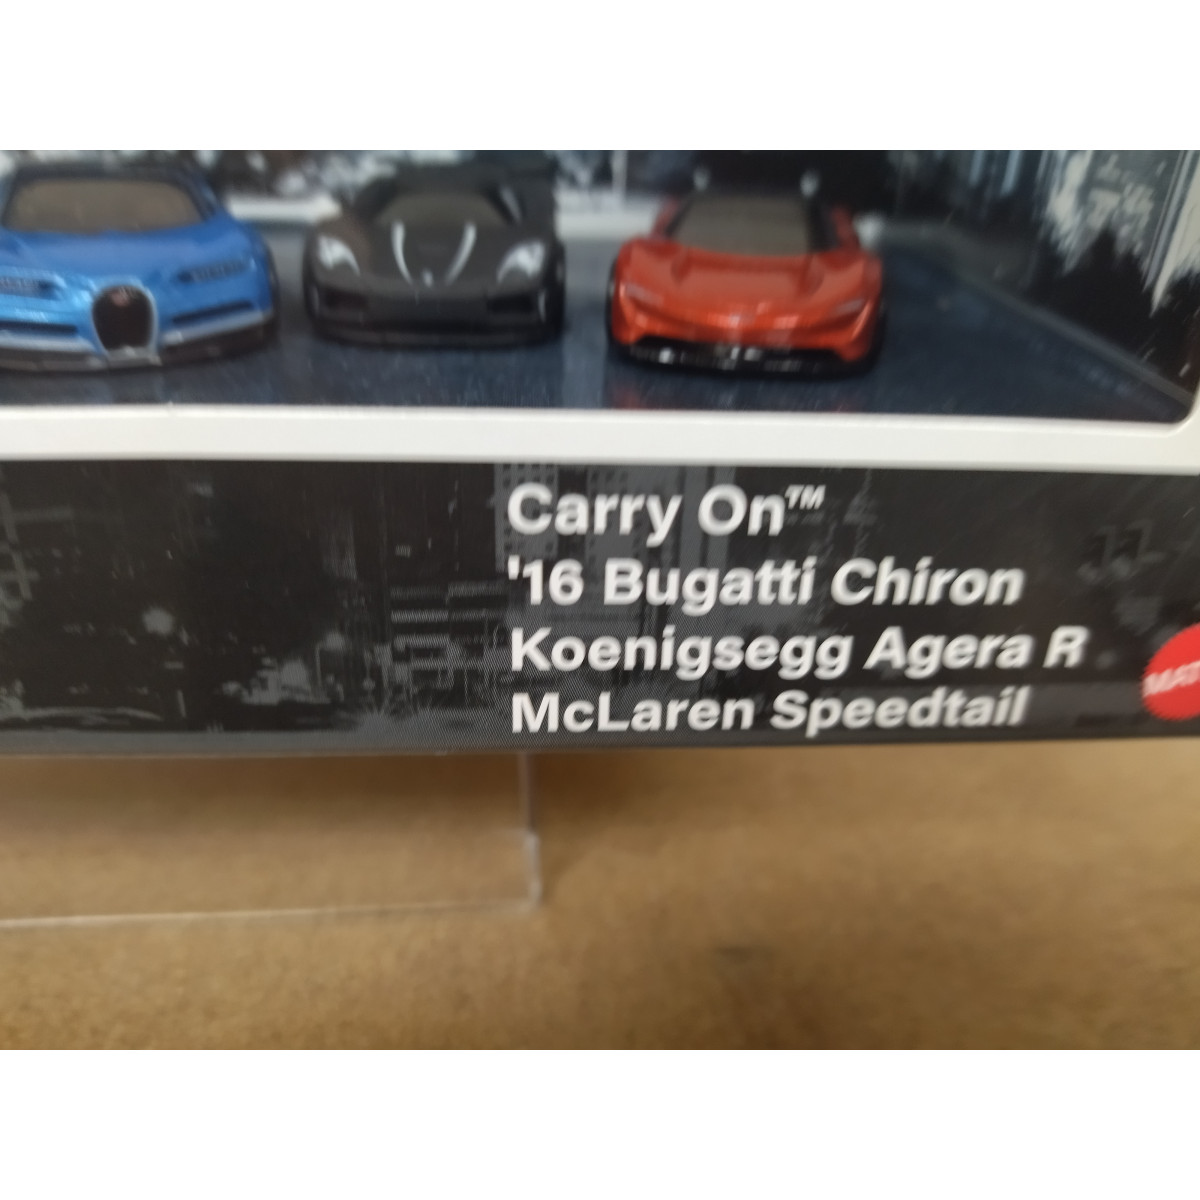 Carry On™
'16 Bugatti Chiron
Koenigsegg Agera R
McLaren Speedtail